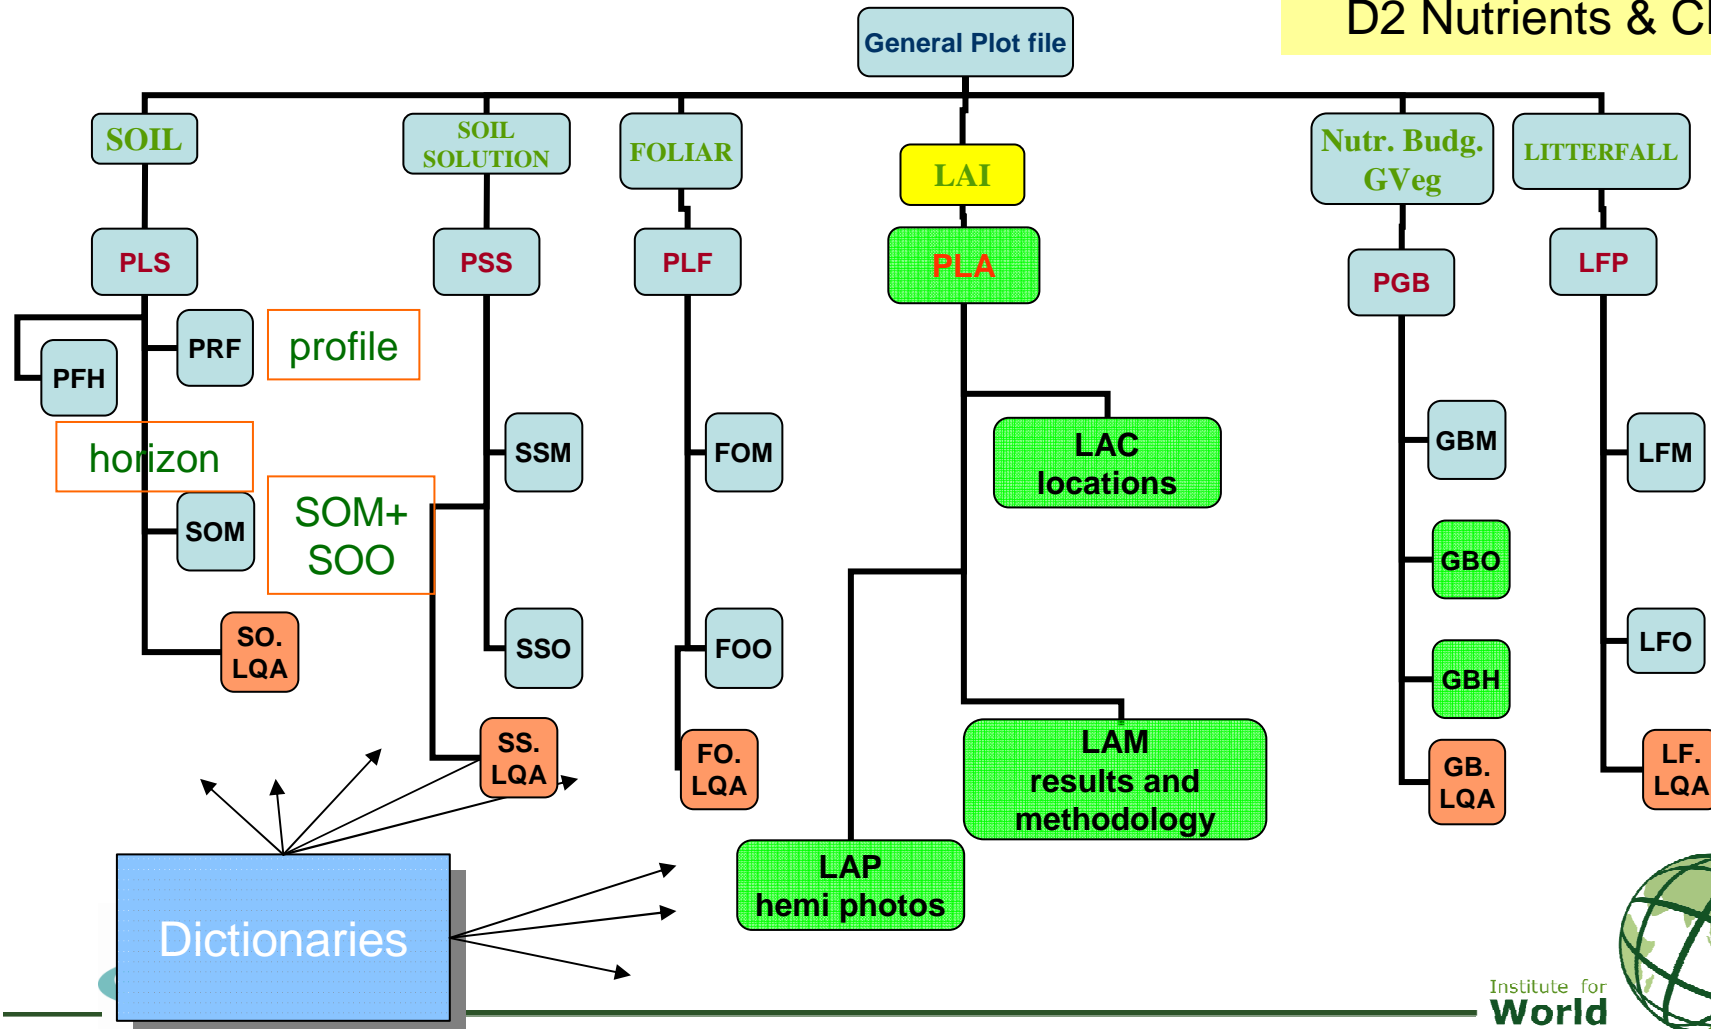 D2 Nutrients &
General Plot file
SOIL
SOIL
SOLUTION
FOLIAR
LAI
Nutr. Budg.
GVeg
LITTERFALL
PLS
PSS
PLF
PLA
PGB
LFP
PFH
PRF
profile
horizon
SOM
SOM+
SOO
SO.
LQA
SSM
SSO
SS.
LQA
FOM
FOO
FO.
LQA
LAC
locations
LAM
results and
methodology
LAP
hemi photos
GBM
GBO
GBH
GB.
LQA
LFM
LFO
LF.
LQA
Dictionaries
Institute for
World